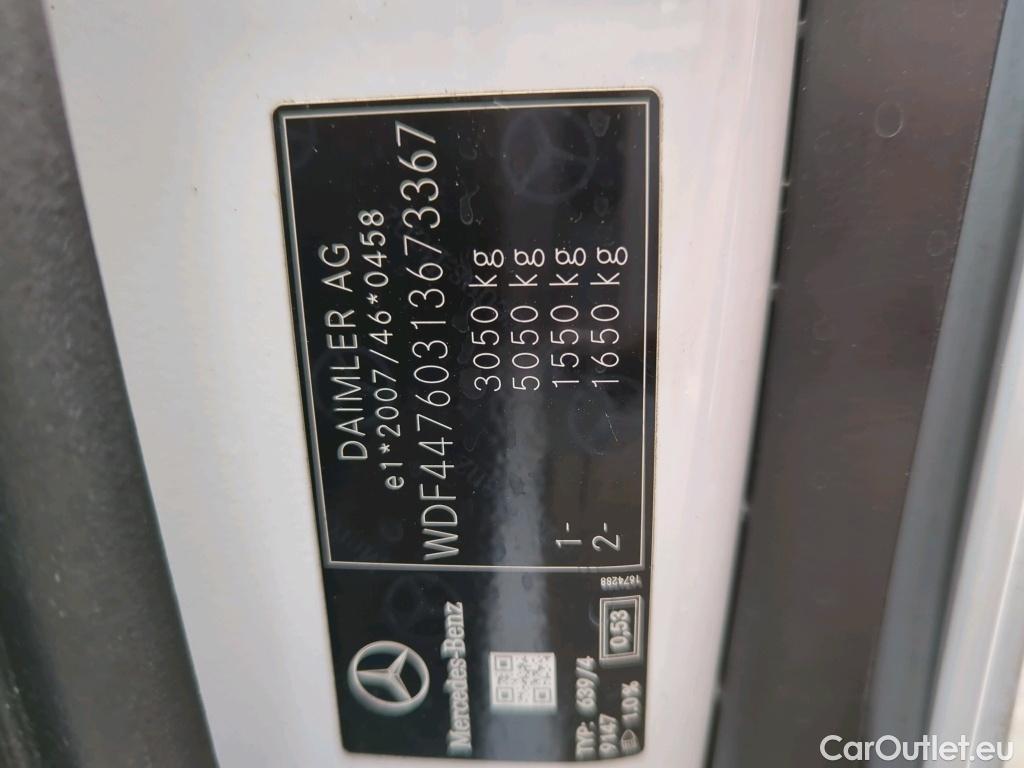 DAIMLER AG
e1*2007/46*0458
WDF44760313673367
3050 kg
5050 kg
1- 1550 kg
2- 1650 kg
Mercedes-Benz
TYP: 639/4
9147
1.0%
0,53
1674288
CarOutlet.eu